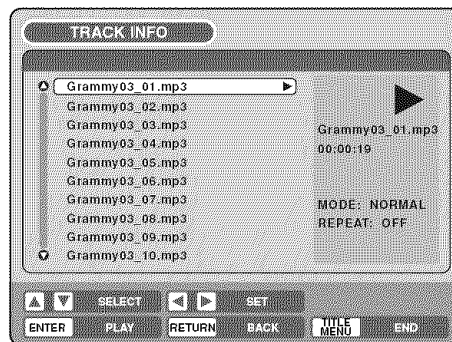 TRACK INFO
Grammy03_01.mp3
Grammy03_02.mp3
Grammy03_03.mp3
Grammy03_04.mp3
Grammy03_05.mp3
Grammy03_06.mp3
Grammy03_07.mp3
Grammy03_08.mp3
Grammy03_09.mp3
Grammy03_10.mp3
Grammy03_01.mp3
00:00:19
MODE: NORMAL
REPEAT: OFF
SELECT SET
ENTER PLAY RETURN BACK TITLE MENU END